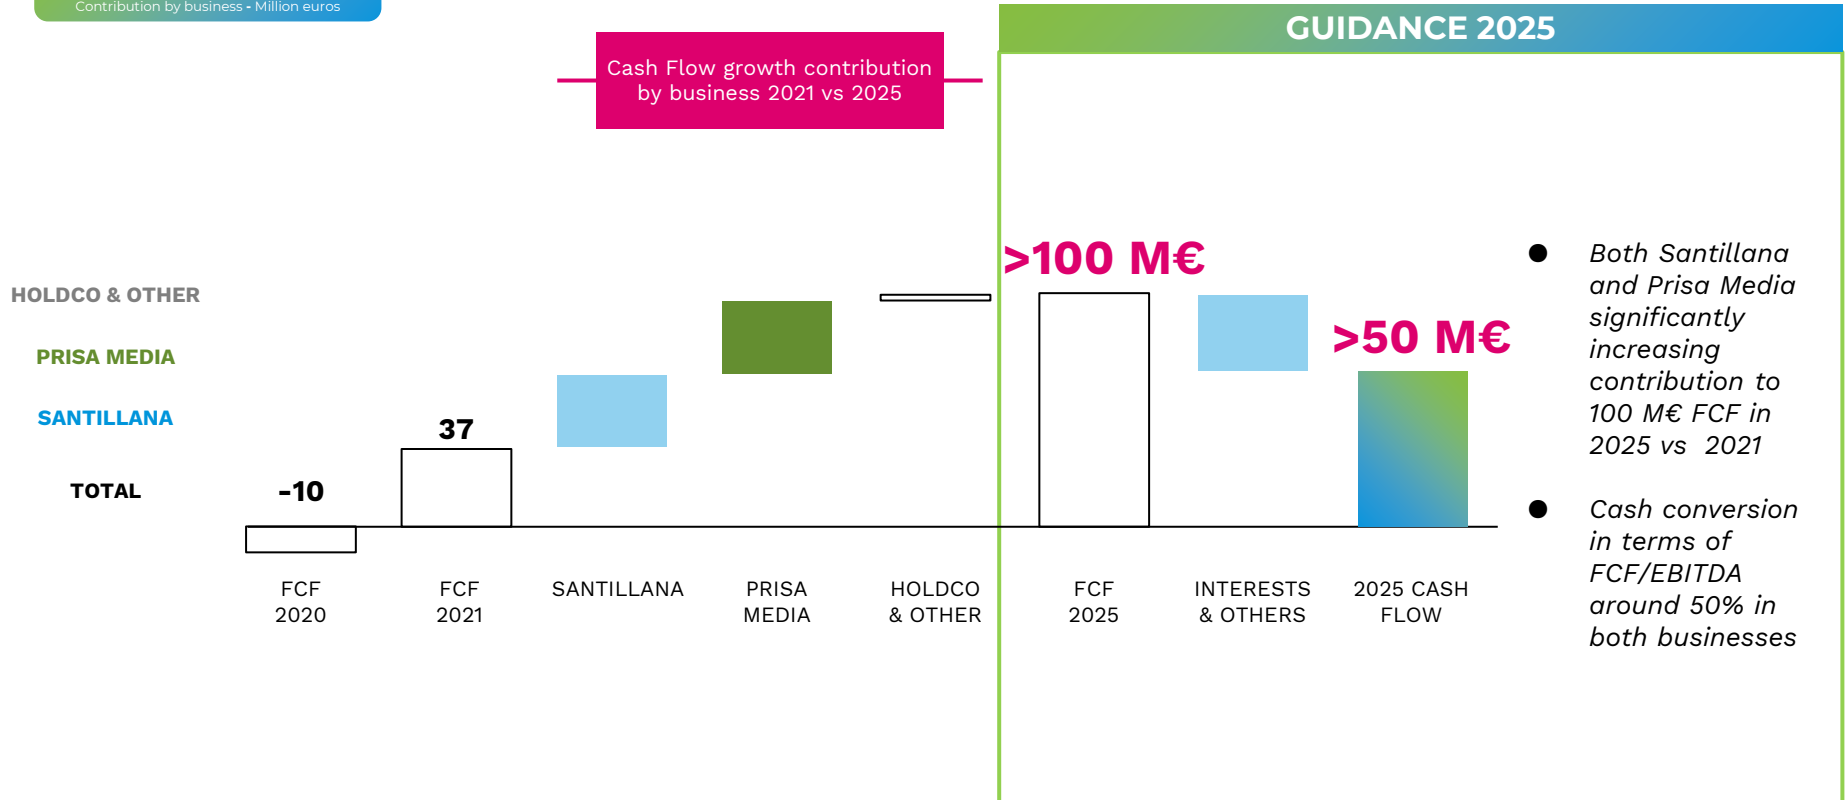 Contribution by business - Million euros
GUIDANCE 2025
Cash Flow growth contribution
by business 2021 vs 2025
>100 M€
>50 M€
HOLDCO & OTHER
PRISA MEDIA
SANTILLANA
TOTAL
-10
37
FCF
2020
FCF
2021
SANTILLANA
PRISA
MEDIA
HOLDCO
& OTHER
FCF
2025
INTERESTS
& OTHERS
2025 CASH
FLOW
● Both Santillana
and Prisa Media
significantly
increasing
contribution to
100 M€ FCF in
2025 vs 2021
● Cash conversion
in terms of
FCF/EBITDA
around 50% in
both businesses